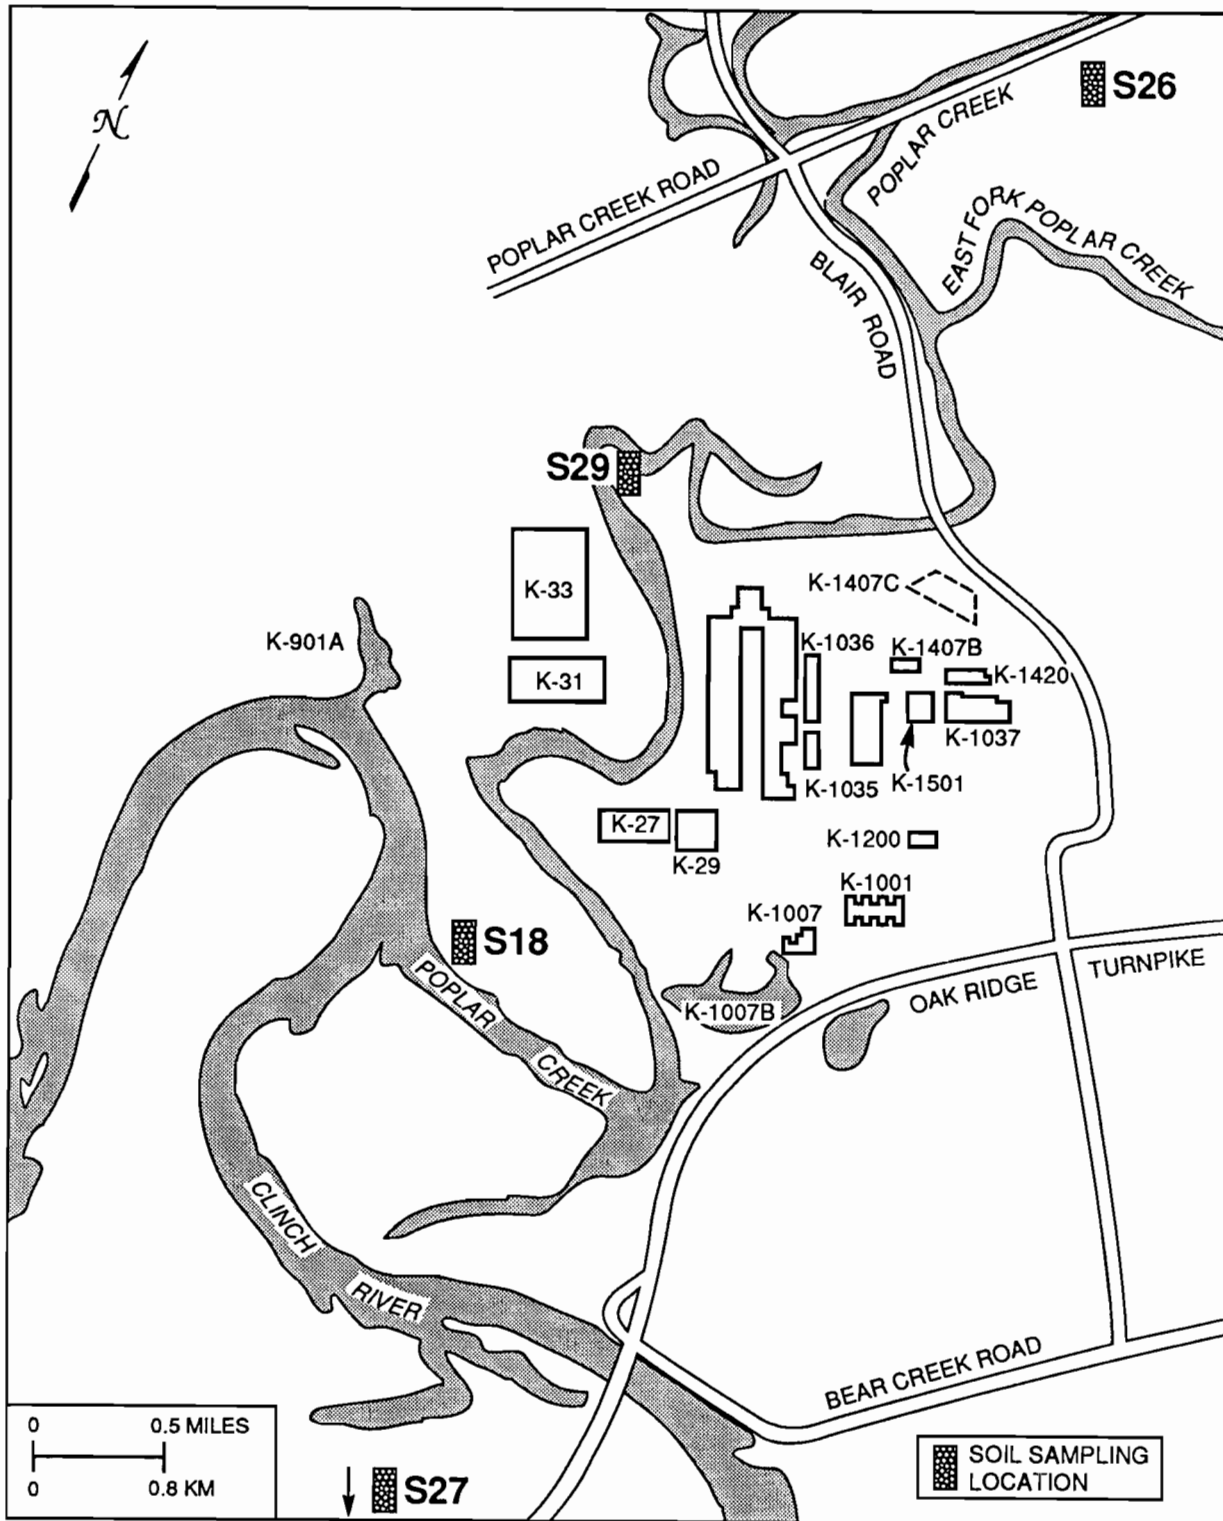 S26
N
POPLAR CREEK ROAD
POPLAR CREEK
EAST FORK POPLAR CREEK
BLAIR ROAD
S29
K-33
K-1407C
K-901A
K-1036
K-1407B
K-31
K-1420
K-1037
K-1035
K-1501
K-27
K-1200
K-29
K-1001
K-1007
S18
POPLAR
CREEK
K-1007B
OAK RIDGE
TURNPIKE
CLINCH
RIVER
BEAR CREEK ROAD
0 0.5 MILES
0 0.8 KM
S27
SOIL SAMPLING
LOCATION